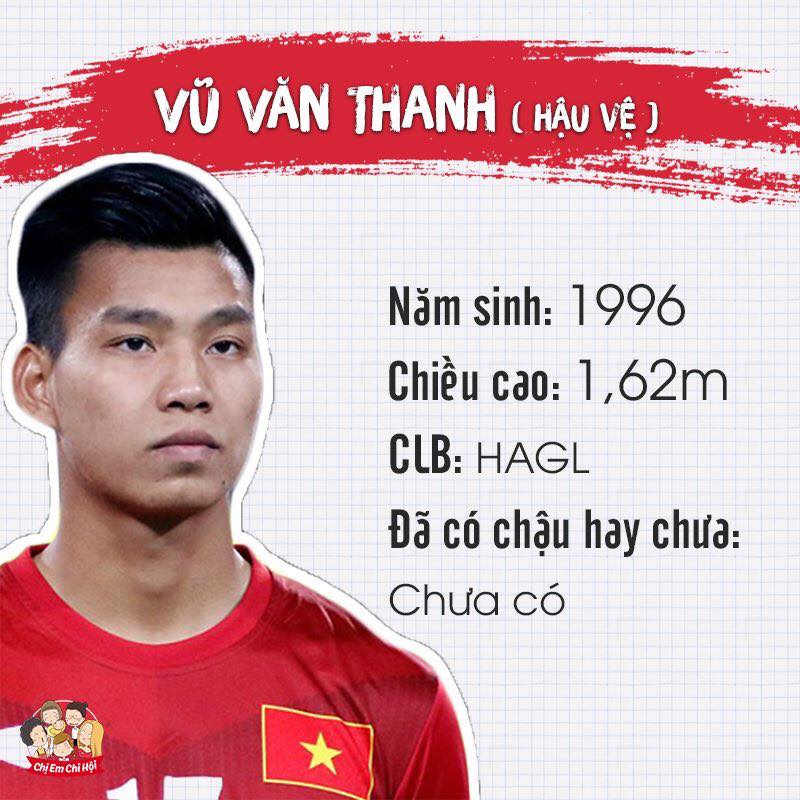 VŨ VĂN THANH ( HẬU VỆ )
Năm sinh: 1996
Chiều cao: 1,62m
CLB: HAGL
Đã có chậu hay chưa:
Chưa có
Chị Em Chi Hội